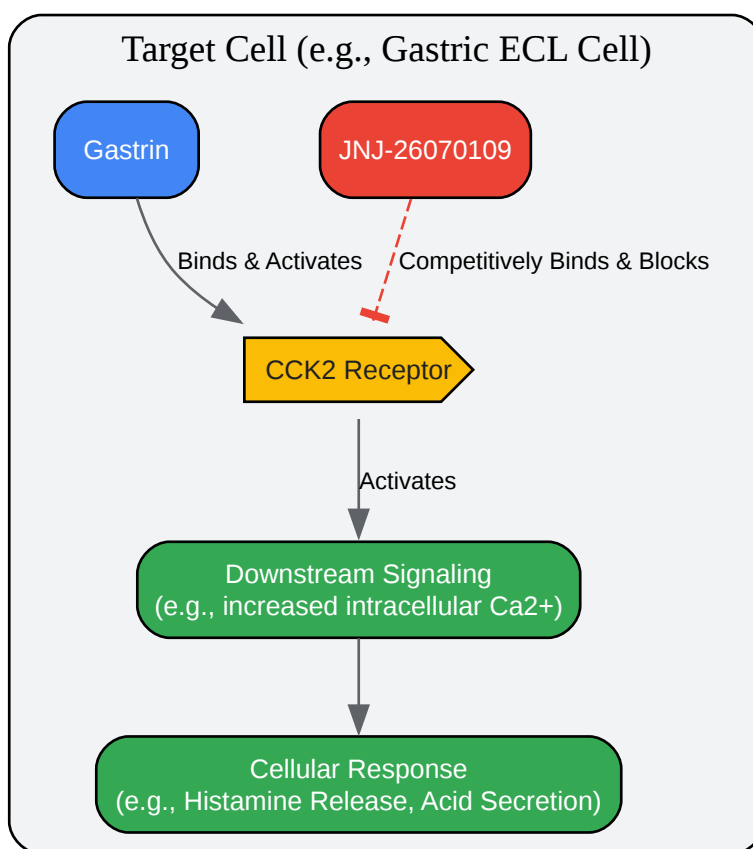 Target Cell (e.g., Gastric ECL Cell)
Gastrin
JNJ-26070109
Binds & Activates
Competitively Binds & Blocks
CCK2 Receptor
Activates
Downstream Signaling
(e.g., increased intracellular Ca2+)
Cellular Response
(e.g., Histamine Release, Acid Secretion)